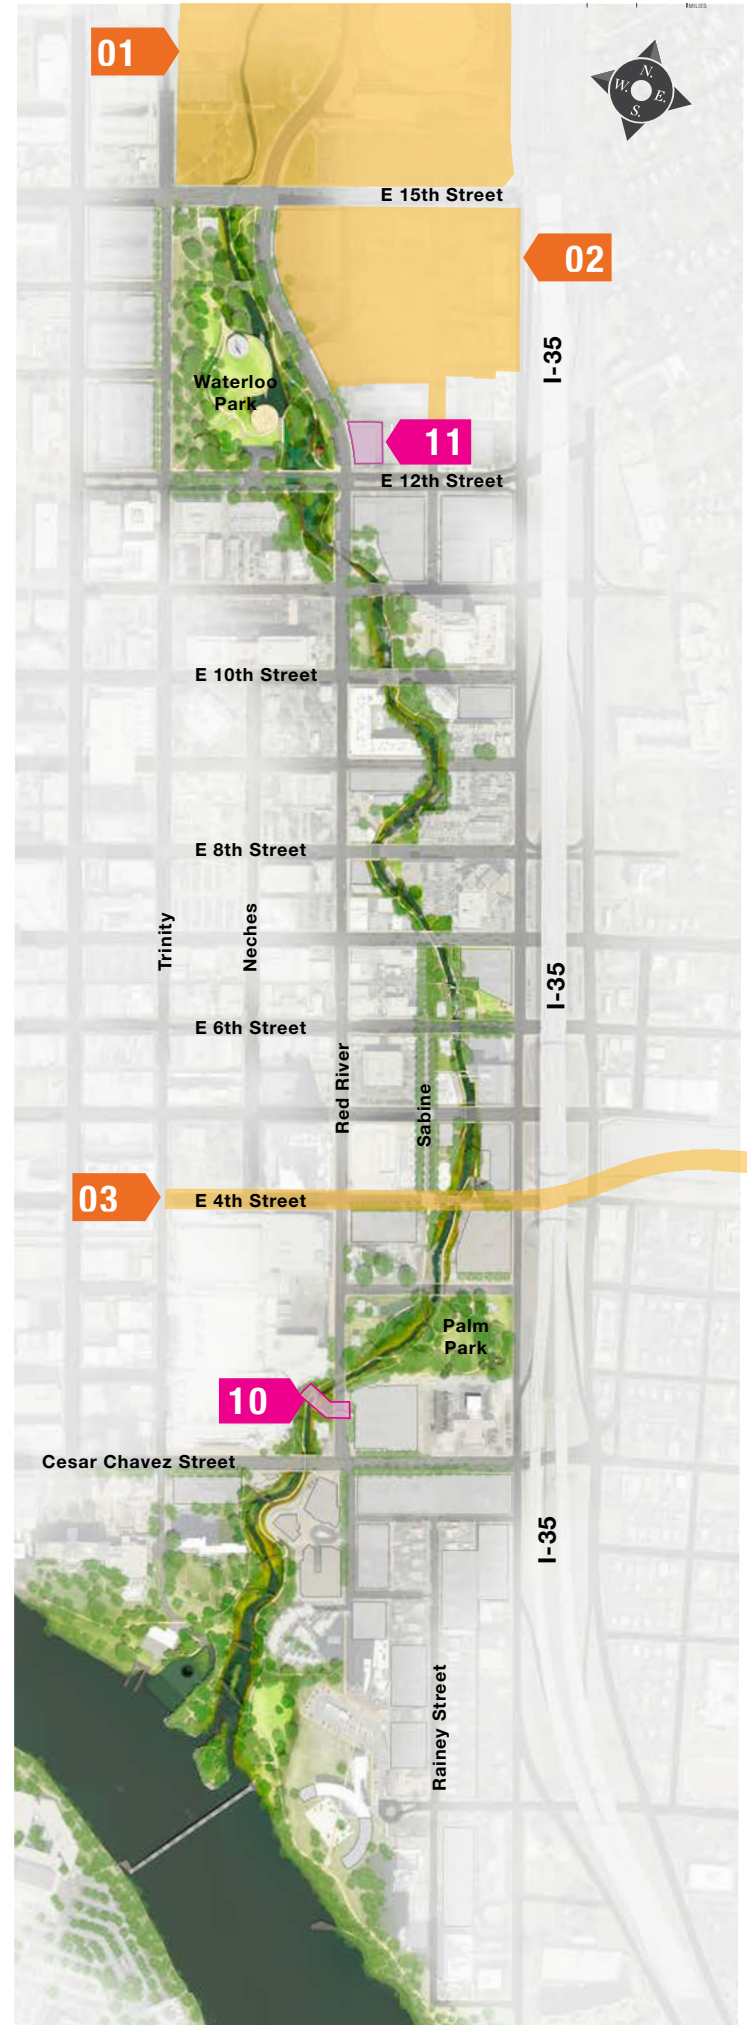 MILES
01
N.
W.
E.
S.
E 15th Street
02
I-35
Waterloo
Park
11
E 12th Street
E 10th Street
E 8th Street
Trinity
Neches
I-35
E 6th Street
Red River
Sabine
03
E 4th Street
Palm
Park
10
Cesar Chavez Street
I-35
Rainey Street